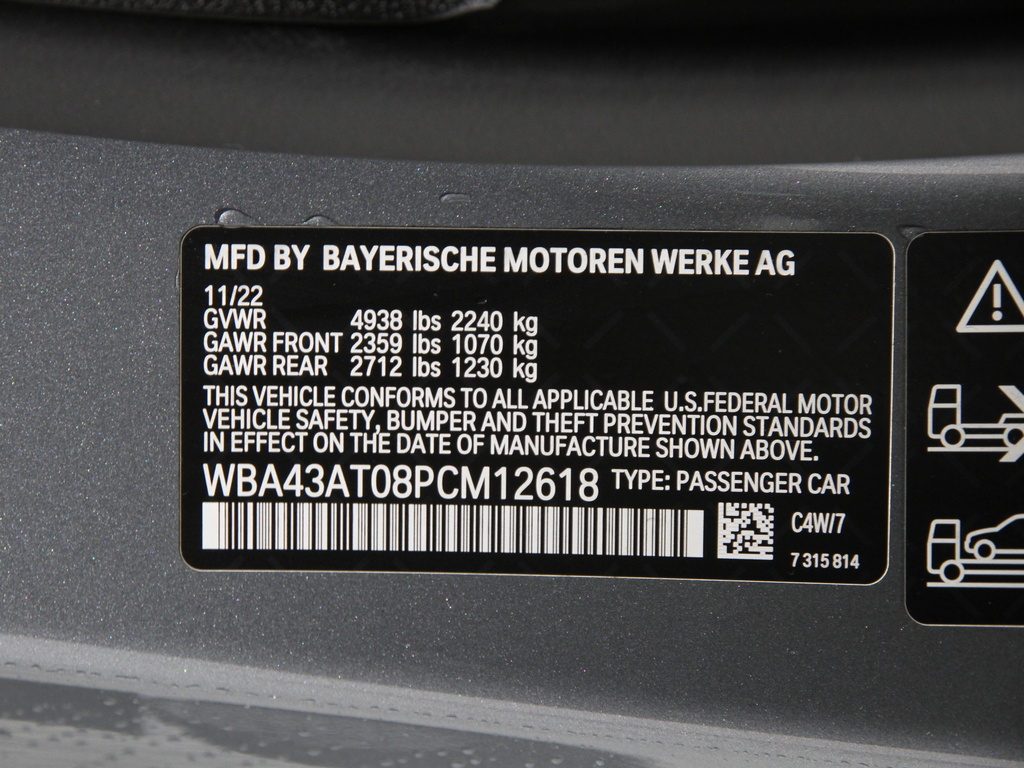 MFD BY BAYERISCHE MOTOREN WERKE AG
11/22
GVWR 4938 lbs 2240 kg
GAWR FRONT 2359 lbs 1070 kg
GAWR REAR 2712 lbs 1230 kg
THIS VEHICLE CONFORMS TO ALL APPLICABLE U.S.FEDERAL MOTOR
VEHICLE SAFETY, BUMPER AND THEFT PREVENTION STANDARDS
IN EFFECT ON THE DATE OF MANUFACTURE SHOWN ABOVE.
WBA43AT08PCM12618 TYPE: PASSENGER CAR
C4W/7
7 315 814